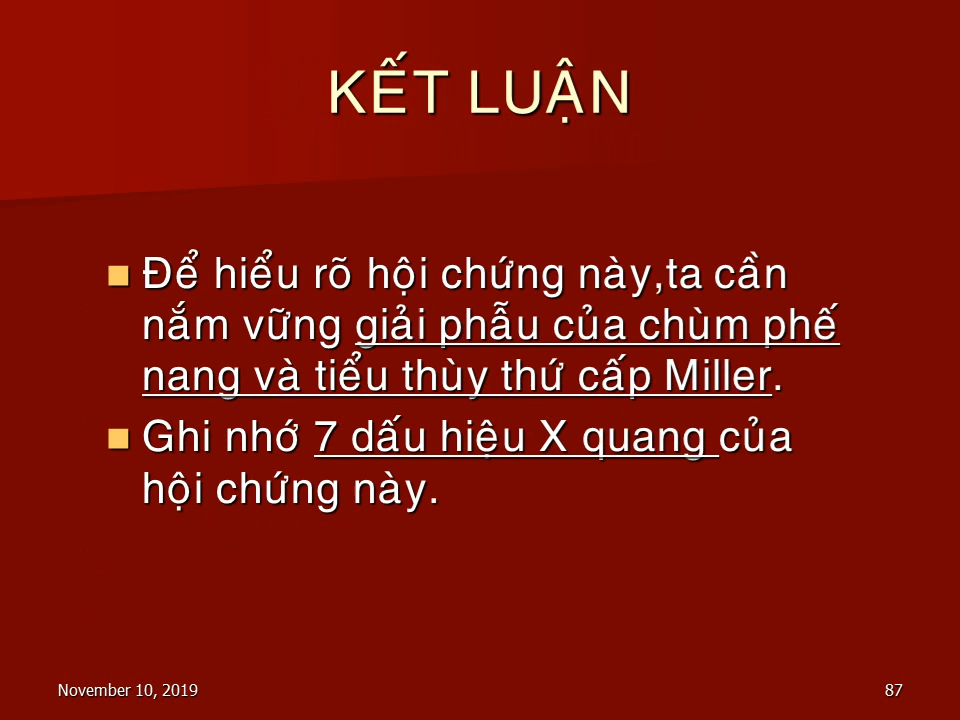 KẾT LUẬN
Để hiểu rõ hội chứng này,ta cần
nắm vững giải phẫu của chùm phế
nang và tiểu thùy thứ cấp Miller.
Ghi nhớ 7 dấu hiệu X quang của
hội chứng này.
November 10, 2019
87